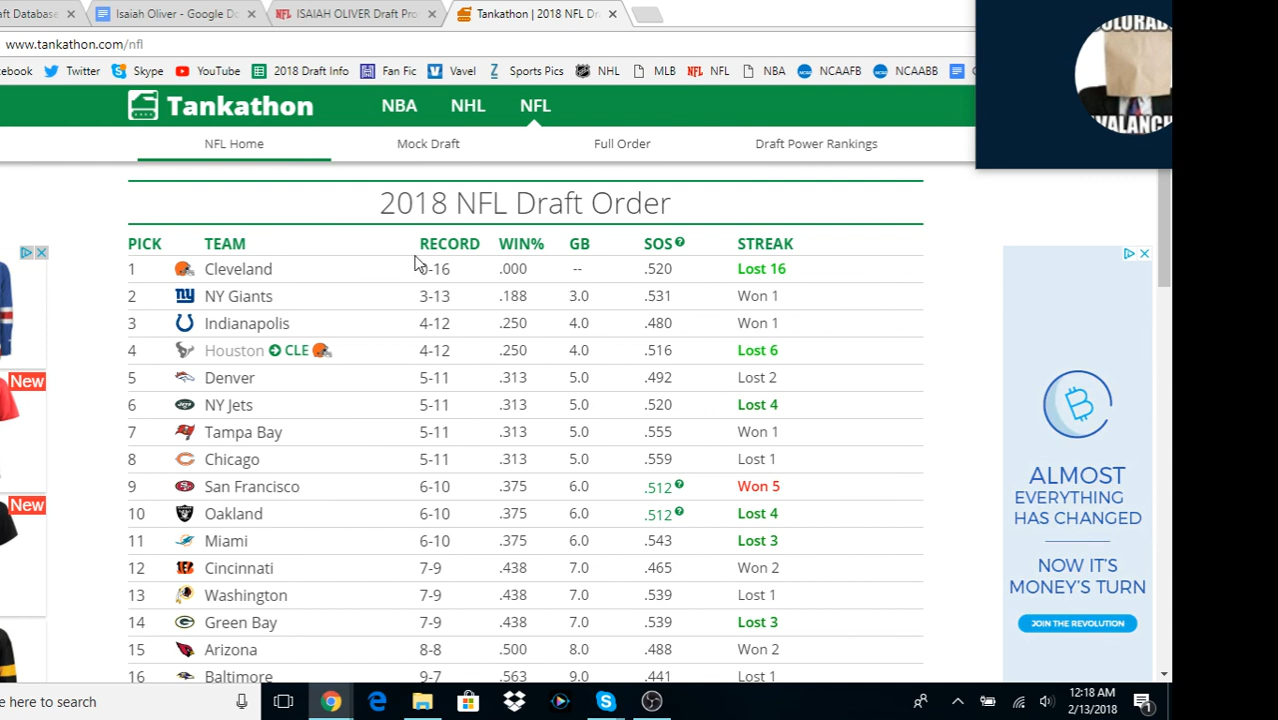 aft Databas
Isaiah Oliver - Google D
ISAIAH OLIVER Draft Pro
Tankathon | 2018 NFL Dr
www.tankathon.com/nfl
ebook Twitter Skype YouTube 2018 Draft Info Fan Fic Vavel Sports Pics NHL MLB NFL NBA NCAAFB NCAABB
COLORAD
VALANCH
Tankathon NBA NHL NFL
NFL Home Mock Draft Full Order Draft Power Rankings
2018 NFL Draft Order
PICK TEAM RECORD WIN% GB SOS STREAK
1 Cleveland 0-16 .000 -- .520 Lost 16
2 NY Giants 3-13 .188 3.0 .531 Won 1
3 Indianapolis 4-12 .250 4.0 .480 Won 1
4 Houston CLE 4-12 .250 4.0 .516 Lost 6
5 Denver 5-11 .313 5.0 .492 Lost 2
6 NY Jets 5-11 .313 5.0 .520 Lost 4
7 Tampa Bay 5-11 .313 5.0 .555 Won 1
8 Chicago 5-11 .313 5.0 .559 Lost 1
9 San Francisco 6-10 .375 6.0 .512 Won 5
10 Oakland 6-10 .375 6.0 .512 Lost 4
11 Miami 6-10 .375 6.0 .543 Lost 3
12 Cincinnati 7-9 .438 7.0 .465 Won 2
13 Washington 7-9 .438 7.0 .539 Lost 1
14 Green Bay 7-9 .438 7.0 .539 Lost 3
15 Arizona 8-8 .500 8.0 .488 Won 2
16 Baltimore 9-7 .563 9.0 .441 Lost 1
New
New
ALMOST
EVERYTHING
HAS CHANGED
NOW IT'S
MONEY'S TURN
JOIN THE REVOLUTION
e here to search
12:18 AM
2/13/2018
1